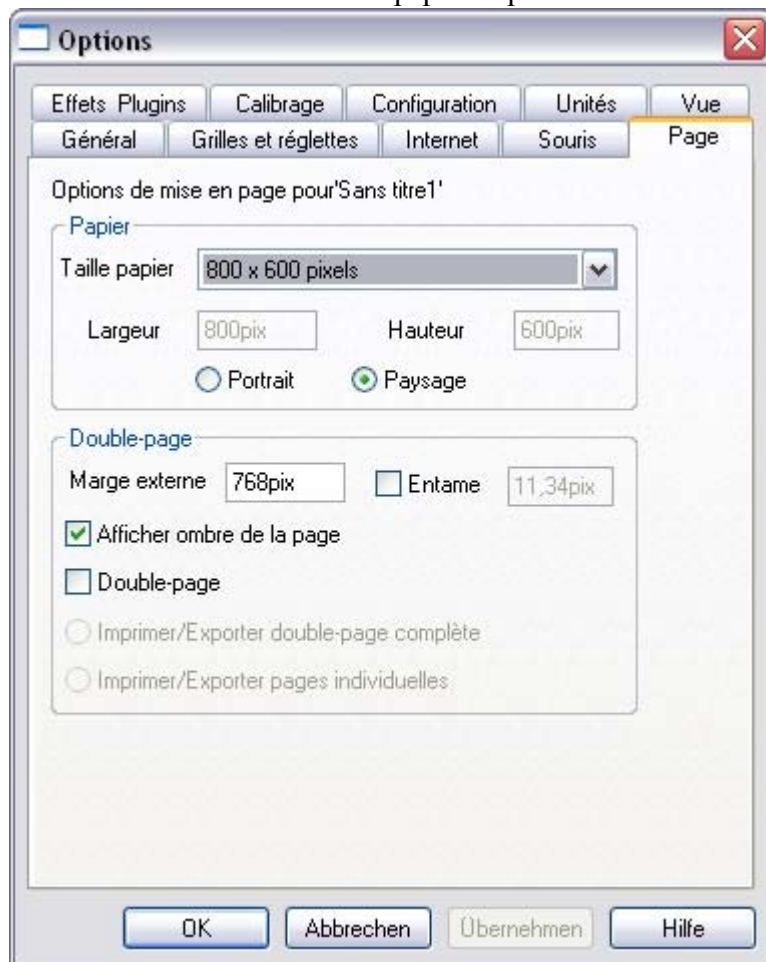 Options
Effets Plugins Calibrage Configuration Unités Vue
Général Grilles et réglettes Internet Souris Page
Options de mise en page pour'Sans titre1'
Papier
Taille papier 800 x 600 pixels
Largeur 800pix Hauteur 600pix
Portrait Paysage
Double-page
Marge externe 768pix Entame 11,34pix
Afficher ombre de la page
Double-page
Imprimer/Exporter double-page complète
Imprimer/Exporter pages individuelles
OK Abbrechen Übernehmen Hilfe